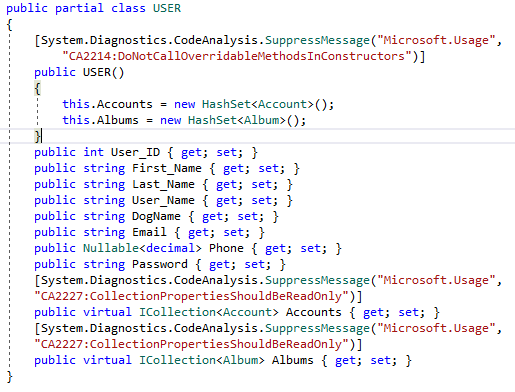 public partial class USER
{
[System.Diagnostics.CodeAnalysis.SuppressMessage("Microsoft.Usage",
"CA2214:DoNotCallOverridableMethodsInConstructors")]
public USER()
{
this.Accounts = new HashSet<Account>();
this.Albums = new HashSet<Album>();
}
public int User_ID { get; set; }
public string First_Name { get; set; }
public string Last_Name { get; set; }
public string User_Name { get; set; }
public string DogName { get; set; }
public string Email { get; set; }
public Nullable<decimal> Phone { get; set; }
public string Password { get; set; }
[System.Diagnostics.CodeAnalysis.SuppressMessage("Microsoft.Usage",
"CA2227:CollectionPropertiesShouldBeReadOnly")]
public virtual ICollection<Account> Accounts { get; set; }
[System.Diagnostics.CodeAnalysis.SuppressMessage("Microsoft.Usage",
"CA2227:CollectionPropertiesShouldBeReadOnly")]
public virtual ICollection<Album> Albums { get; set; }
}